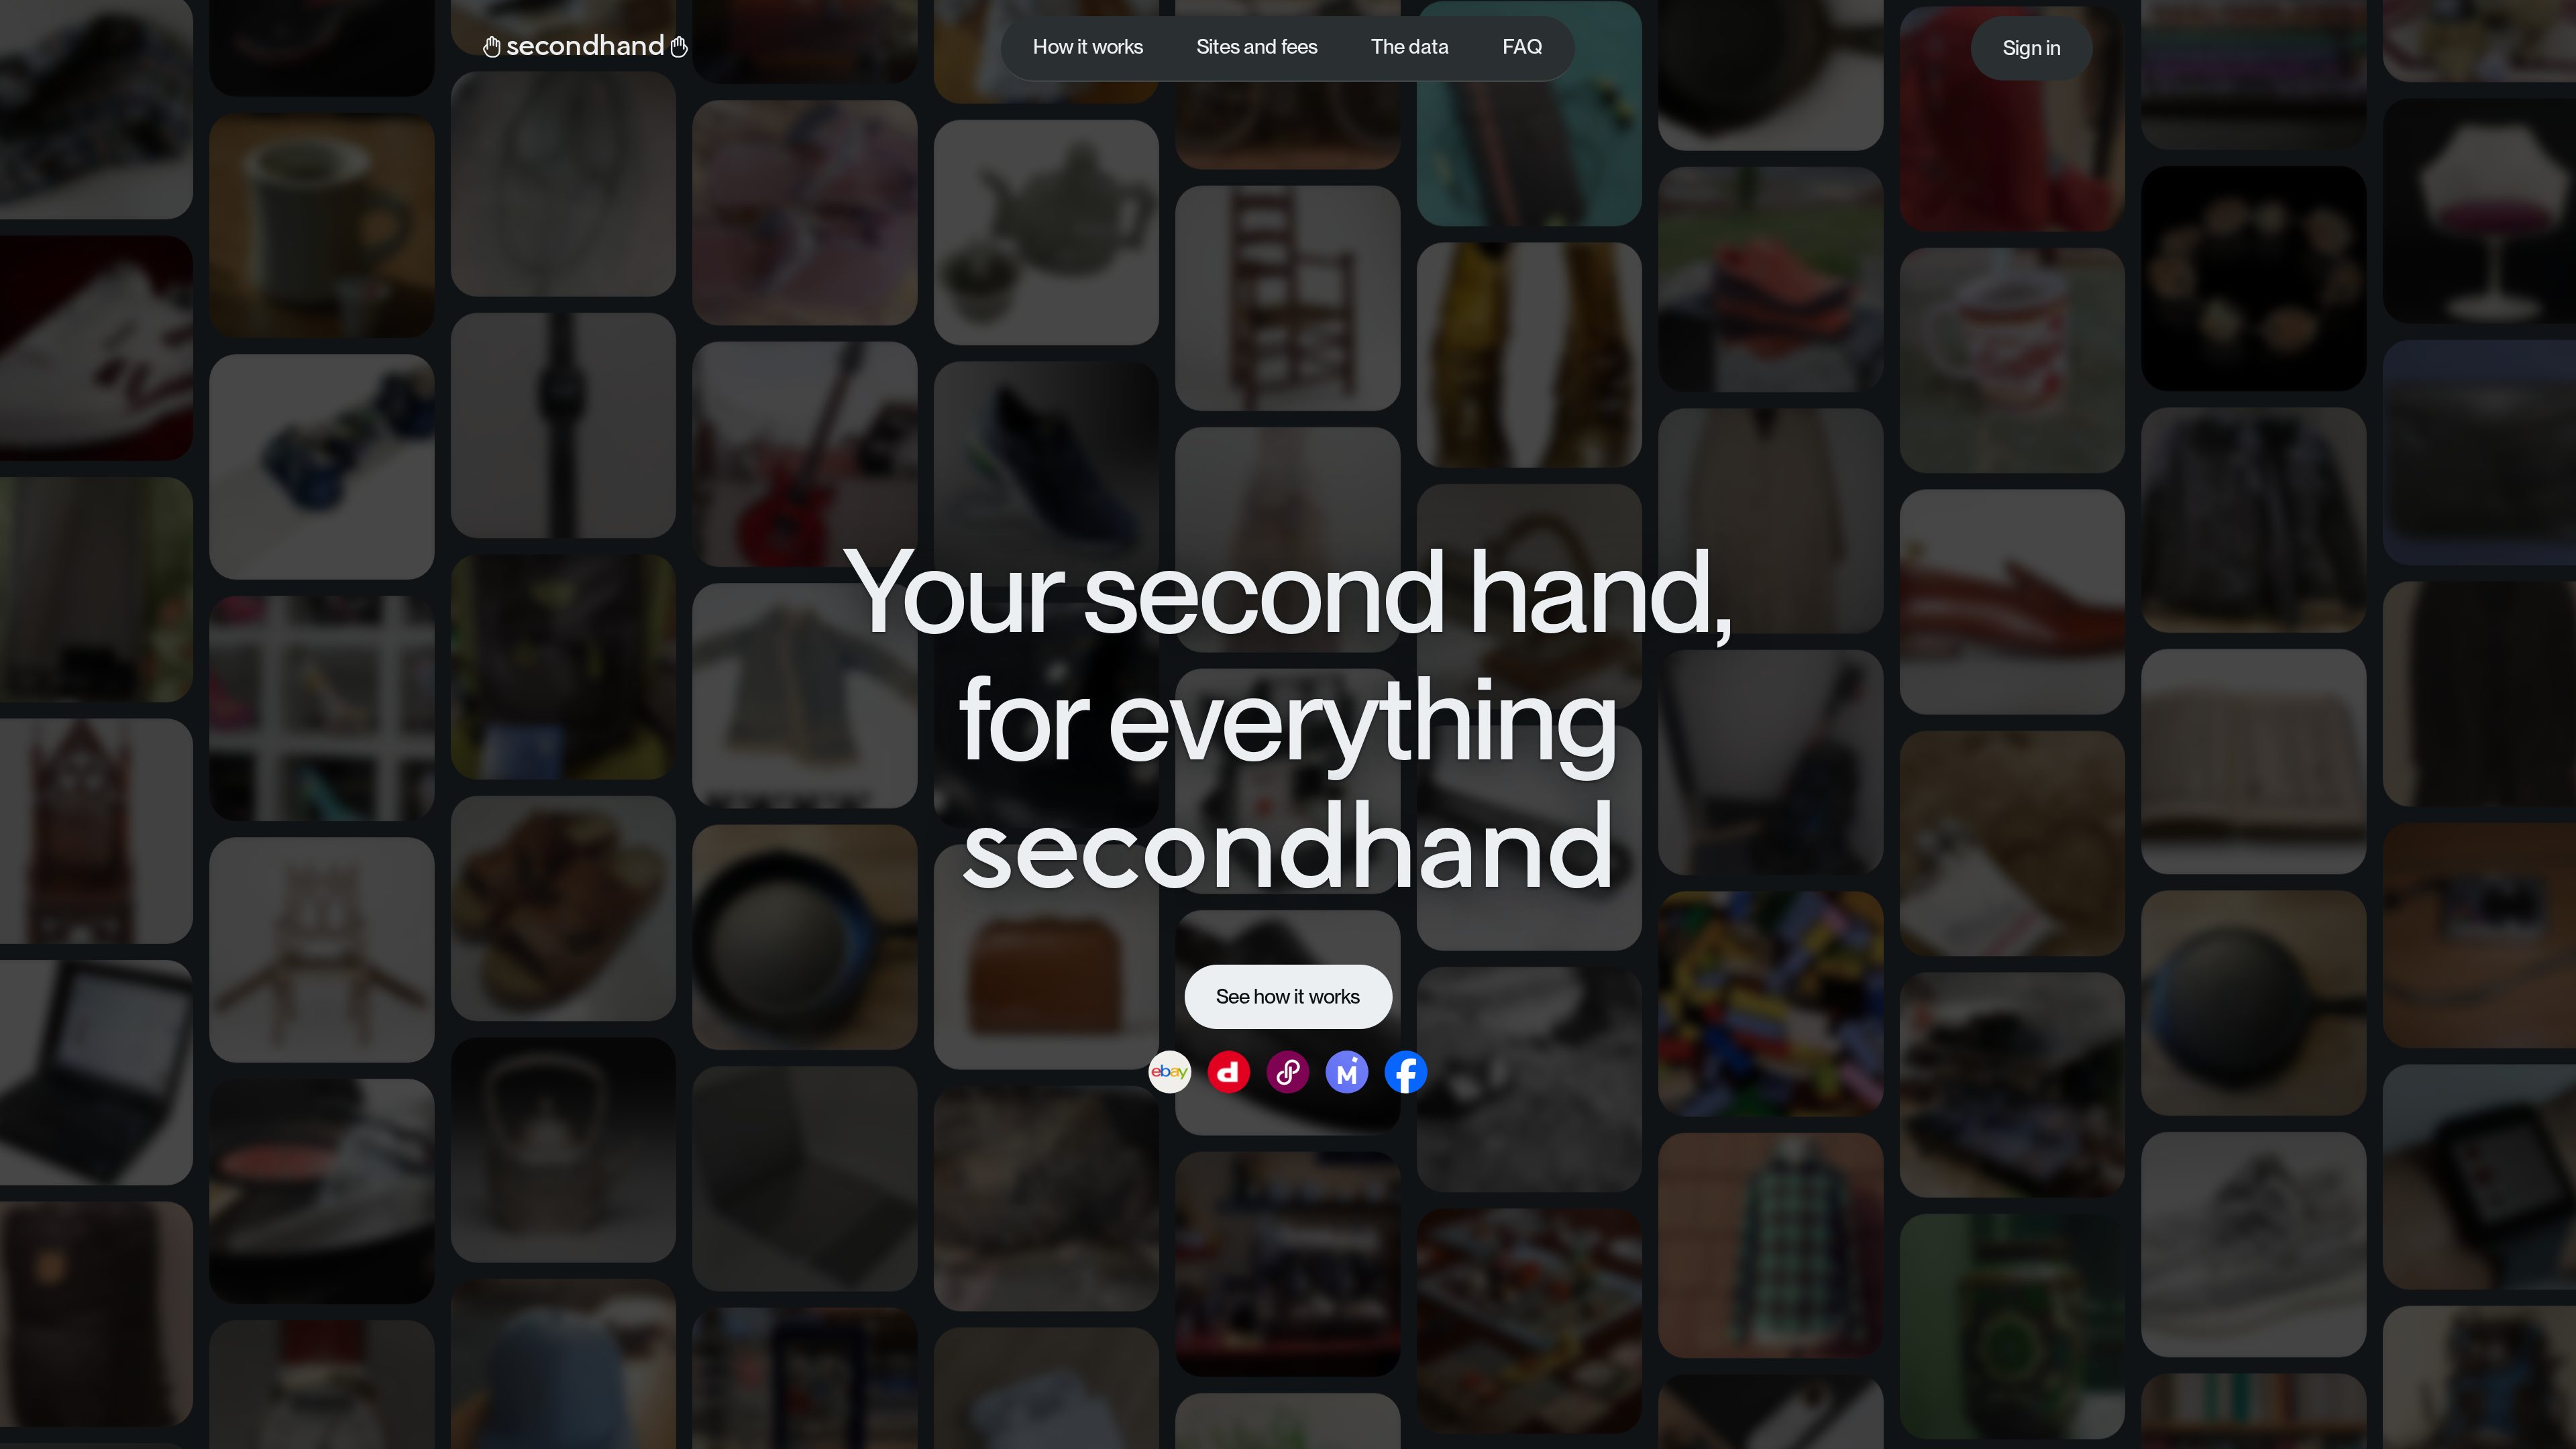 secondhand
How it works
Sites and fees
The data
FAQ
Sign in
Your second hand,
for everything
secondhand
See how it works
ebay